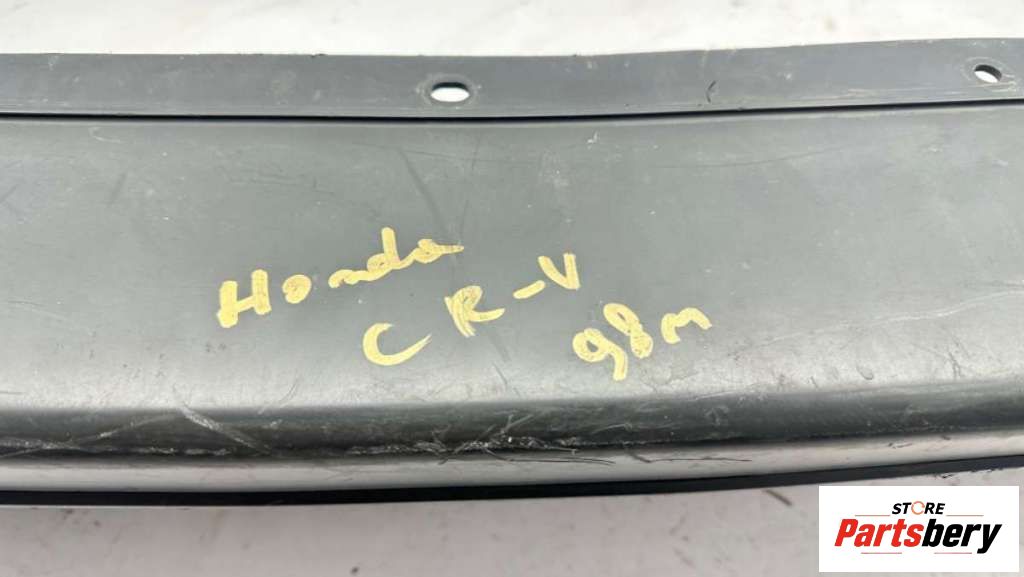 Honda
CR-V
98m
STORE
Partsbery